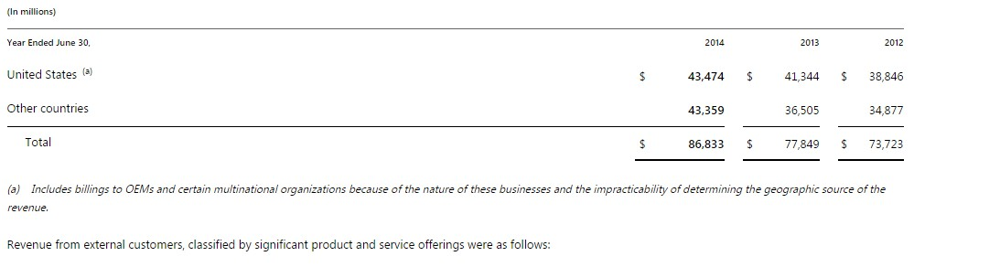 (In millions)
Year Ended June 30, 2014 2013 2012
United States (a) $ 43,474 $ 41,344 $ 38,846
Other countries 43,359 36,505 34,877
Total $ 86,833 $ 77,849 $ 73,723
(a) Includes billings to OEMs and certain multinational organizations because of the nature of these businesses and the impracticability of determining the geographic source of the
revenue.
Revenue from external customers, classified by significant product and service offerings were as follows: